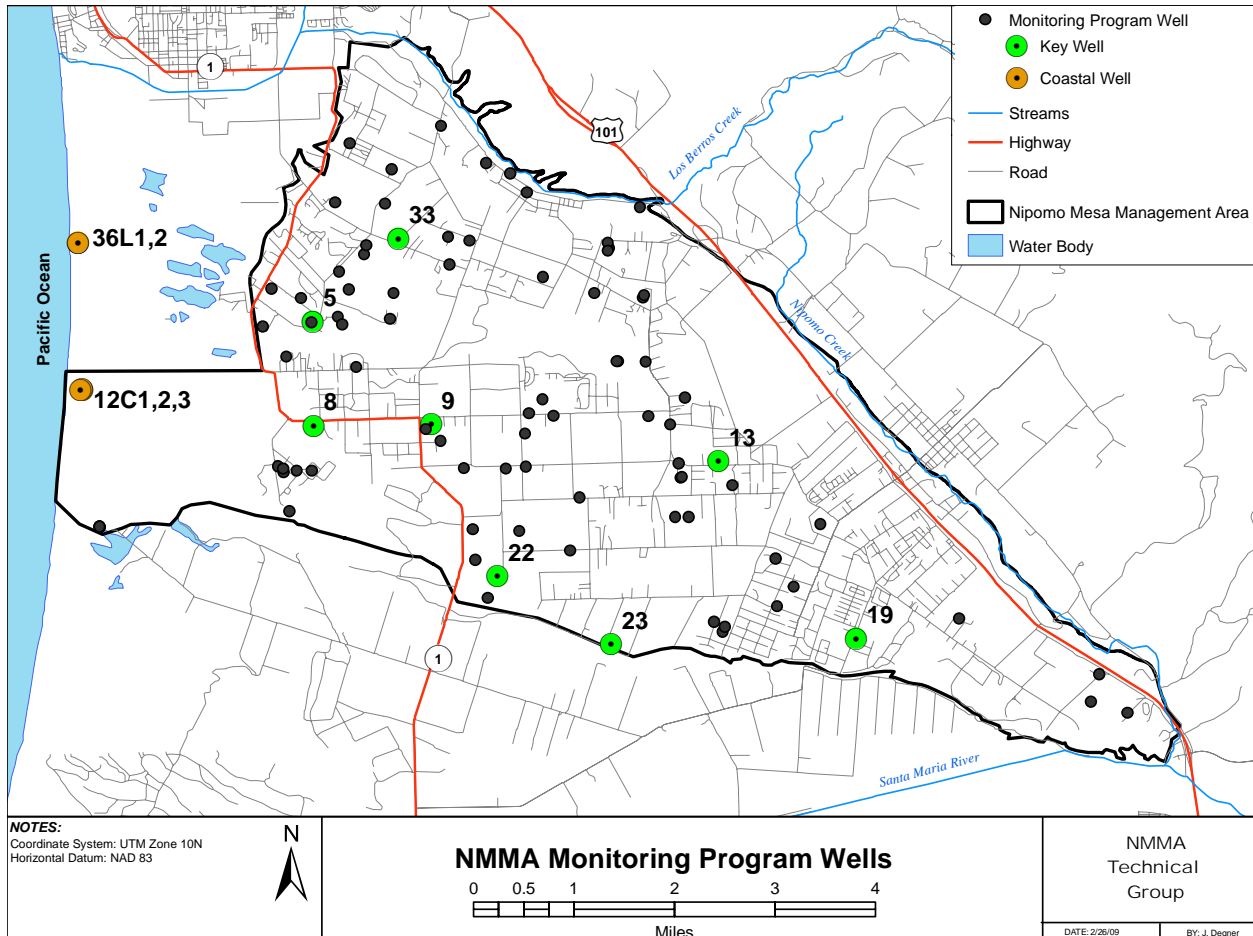 Monitoring Program Well
Key Well
Coastal Well
Streams
Highway
Road
Nipomo Mesa Management Area
Water Body
1
101
Los Berros Creek
33
36L1,2
5
Nipomo Creek
Pacific Ocean
12C1,2,3
8
9
13
22
19
23
1
Santa Maria River
NOTES:
Coordinate System: UTM Zone 10N
Horizontal Datum: NAD 83
N
NMMA Monitoring Program Wells
0 0.5 1 2 3 4
Miles
NMMA
Technical
Group
DATE: 2/26/09
BY: J. Degner